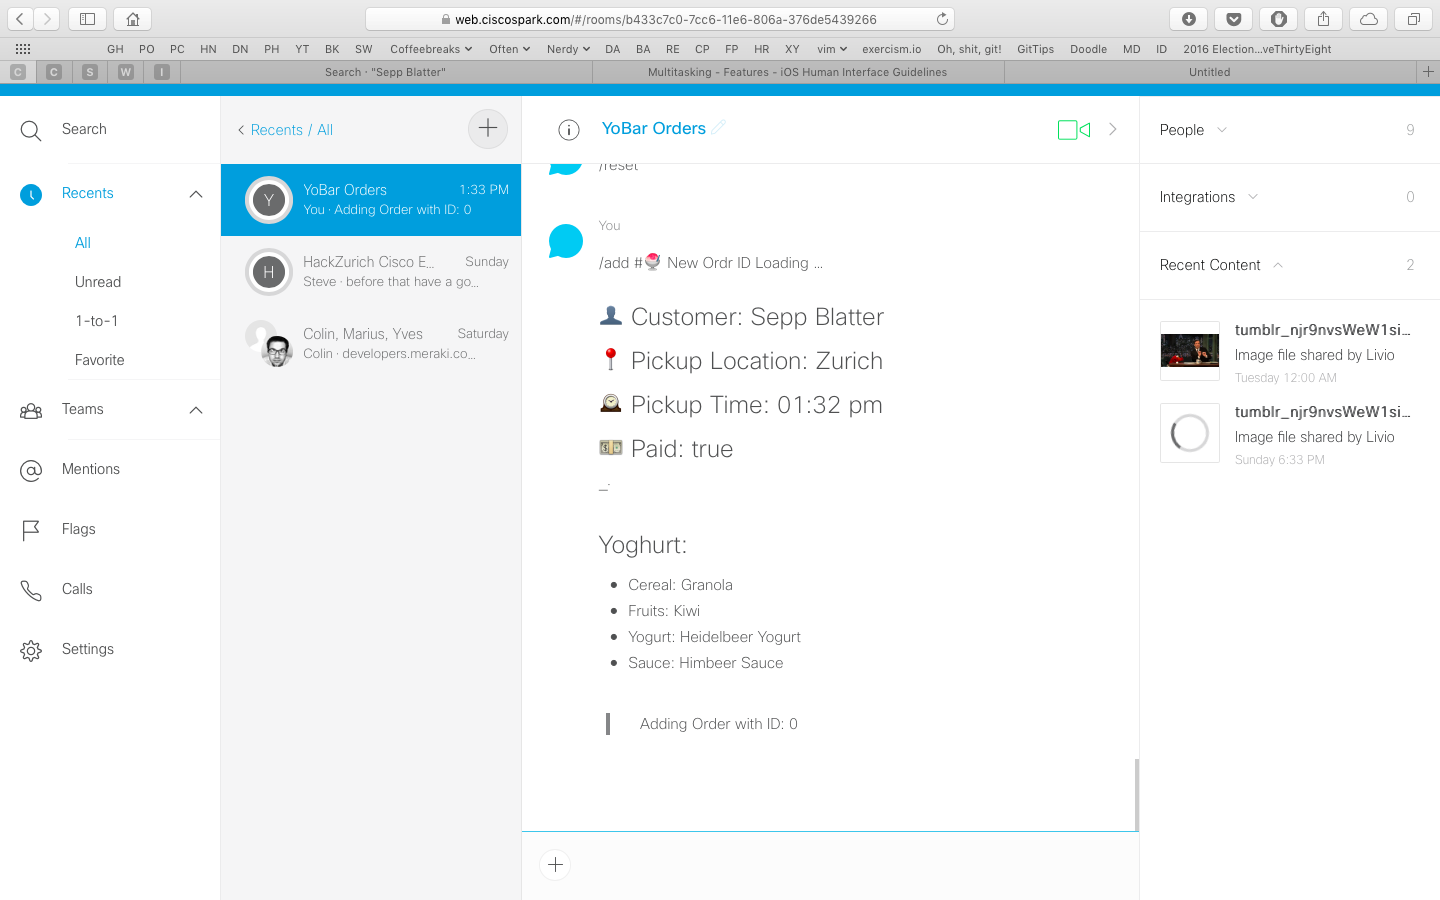 web.ciscospark.com/#/rooms/b433c7c0-7cc6-11e6-806a-376de5439266
GH PO PC HN DN PH YT BK SW Coffeebreaks Often Nerdy DA BA RE CP FP HR XY vim exercism.io Oh, shit, git! GitTips Doodle MD ID 2016 Election...veThirtyEight
C C S W I Search · "Sepp Blatter" Multitasking - Features - iOS Human Interface Guidelines Untitled
Search
Recents
All
Unread
1-to-1
Favorite
Teams
Mentions
Flags
Calls
Settings
Recents / All
Y
YoBar Orders 1:33 PM
You · Adding Order with ID: 0
H
HackZurich Cisco E... Sunday
Steve · before that have a go...
Colin, Marius, Yves Saturday
Colin · developers.meraki.co...
YoBar Orders
/reset
You
/add #🍨 New Ordr ID Loading ...
👤 Customer: Sepp Blatter
📍 Pickup Location: Zurich
🕰 Pickup Time: 01:32 pm
💵 Paid: true
_·
Yoghurt:
• Cereal: Granola
• Fruits: Kiwi
• Yogurt: Heidelbeer Yogurt
• Sauce: Himbeer Sauce
Adding Order with ID: 0
People 9
Integrations 0
Recent Content 2
tumblr_njr9nvsWeW1si...
Image file shared by Livio
Tuesday 12:00 AM
tumblr_njr9nvsWeW1si...
Image file shared by Livio
Sunday 6:33 PM